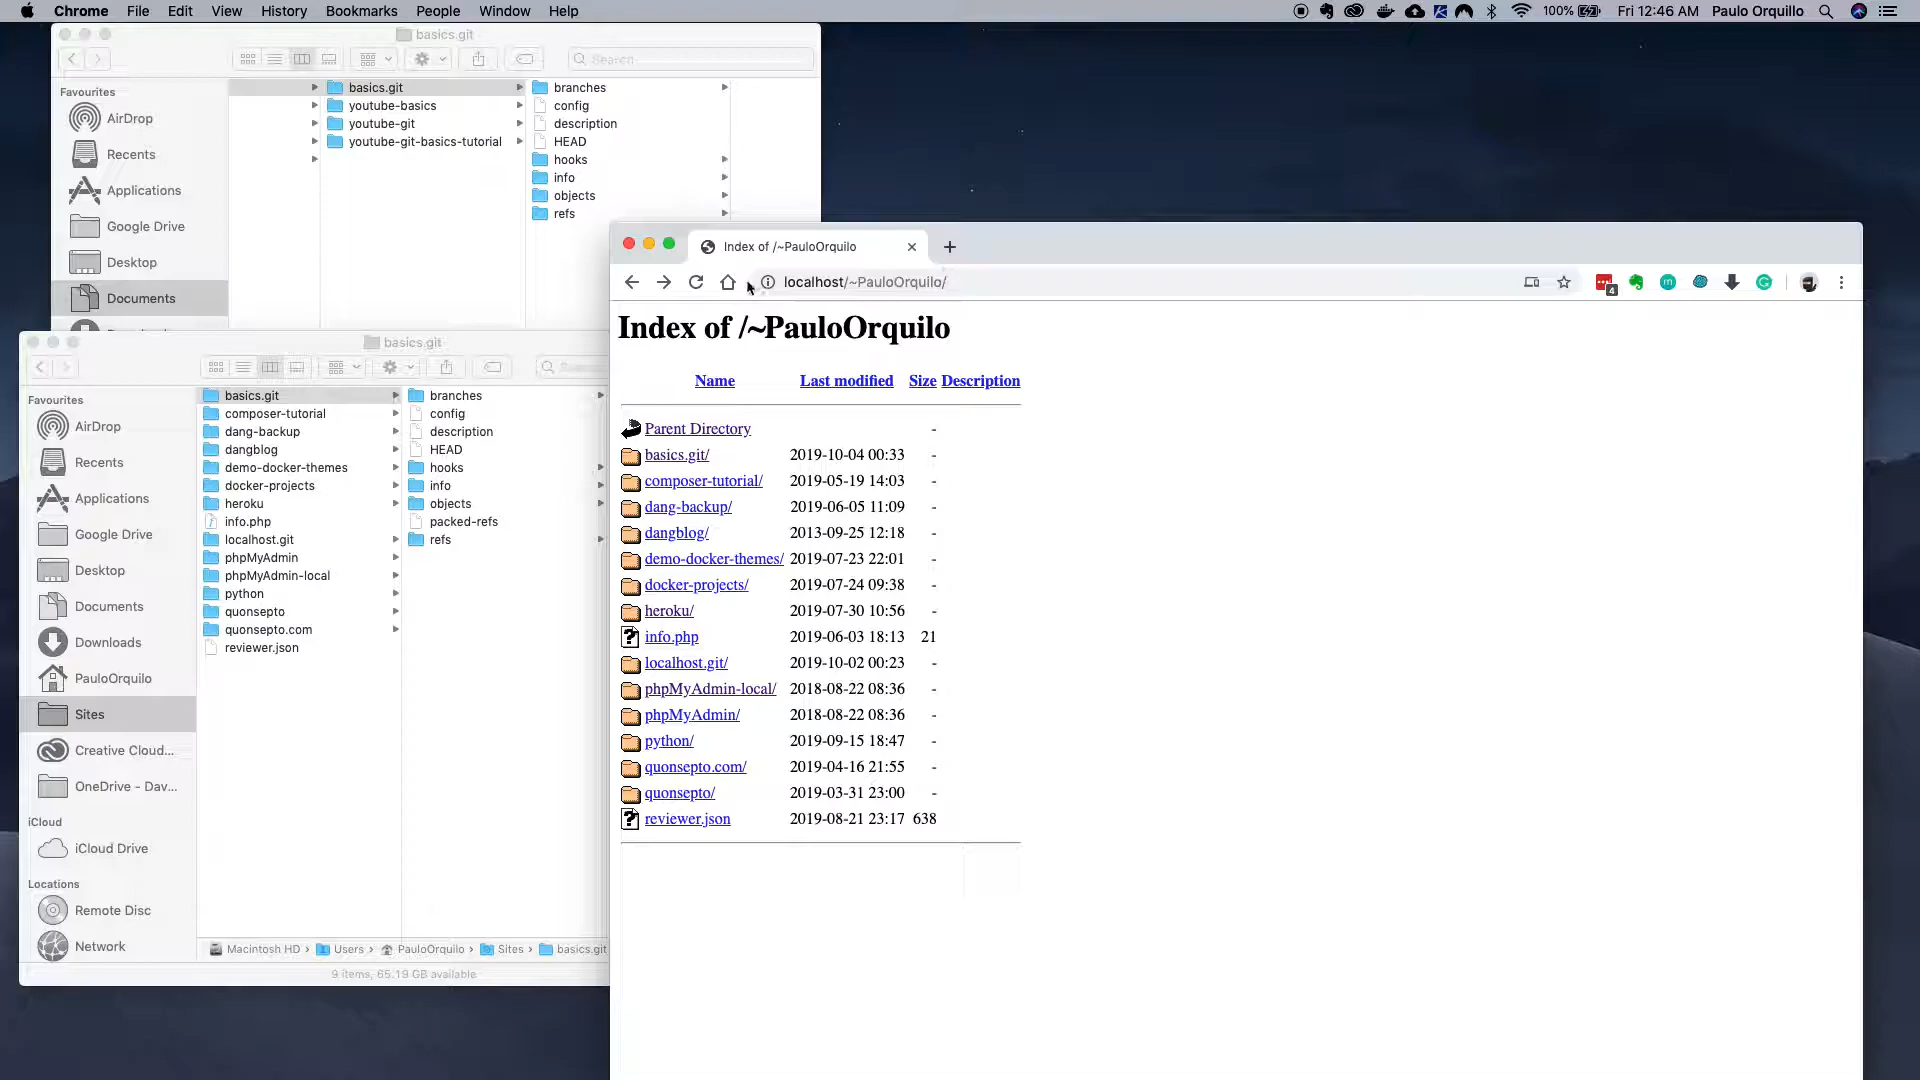 Chrome File Edit View History Bookmarks People Window Help 100% Fri 12:46 AM Paulo Orquillo
basics.git
Search
Favourites
AirDrop
Recents
Applications
Google Drive
Desktop
Documents
basics.git
youtube-basics
youtube-git
youtube-git-basics-tutorial
branches
config
description
HEAD
hooks
info
objects
refs
basics.git
Favourites
AirDrop
Recents
Applications
Google Drive
Desktop
Documents
Downloads
PauloOrquilo
Sites
Creative Cloud...
OneDrive - Dav...
iCloud
iCloud Drive
Locations
Remote Disc
Network
basics.git
composer-tutorial
dang-backup
dangblog
demo-docker-themes
docker-projects
heroku
info.php
localhost.git
phpMyAdmin
phpMyAdmin-local
python
quonsepto
quonsepto.com
reviewer.json
branches
config
description
HEAD
hooks
info
objects
packed-refs
refs
Macintosh HD › Users › PauloOrquilo › Sites › basics.git
9 items, 65.19 GB available
Index of /~PauloOrquilo
localhost/~PauloOrquilo/
4
Index of /~PauloOrquilo
Name Last modified Size Description
Parent Directory -
basics.git/ 2019-10-04 00:33 -
composer-tutorial/ 2019-05-19 14:03 -
dang-backup/ 2019-06-05 11:09 -
dangblog/ 2013-09-25 12:18 -
demo-docker-themes/ 2019-07-23 22:01 -
docker-projects/ 2019-07-24 09:38 -
heroku/ 2019-07-30 10:56 -
info.php 2019-06-03 18:13 21
localhost.git/ 2019-10-02 00:23 -
phpMyAdmin-local/ 2018-08-22 08:36 -
phpMyAdmin/ 2018-08-22 08:36 -
python/ 2019-09-15 18:47 -
quonsepto.com/ 2019-04-16 21:55 -
quonsepto/ 2019-03-31 23:00 -
reviewer.json 2019-08-21 23:17 638